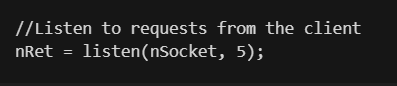 //Listen to requests from the client
nRet = listen(nSocket, 5);